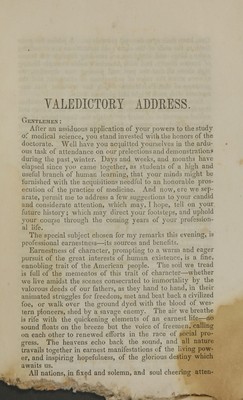 VALEDICTORY ADDRESS.
GENTLEMEN:
After an assiduous application of your powers to the study
of medical science, you stand invested with the honors of the
doctorate. Well have you acquitted yourselves in the ardu-
ous task of attendance on our prelections and demonstrations
during the past winter. Days and weeks, and months have
elapsed since you came together, as students of a high and
useful branch of human learning, that your minds might be
furnished with the acquisitions needful to an honorable pros-
ecution of the practice of medicine. And now, ere we sep-
arate, permit me to address a few suggestions to your candid
and considerate attention, which may, I hope, tell on your
future history; which may direct your footsteps, and uphold
your courage through the coming years of your profession-
al life.
The special subject chosen for my remarks this evening, is
professional earnestness—its sources and benefits.
Earnestness of character, prompting to a warm and eager
pursuit of the great interests of human existence, is a fine,
ennobling trait of the American people. The soil we tread
is full of the mementos of this trait of character—whether
we live amidst the scenes consecrated to immortality by the
valorous deeds of our fathers, as they hand to hand, in their
animated struggles for freedom, met and beat back a civilized
foe, or walk over the ground dyed with the blood of wes-
tern pioneers, shed by a savage enemy. The air we breathe
is rife with the quickening elements of an earnest life—no
sound floats on the breeze but the voice of freemen, calling
on each other to renewed efforts in the race of social pro-
gress. The heavens echo back the sound, and all nature
travails together in earnest manifestations of the living pow-
er, and inspiring hopefulness, of the glorious destiny which
awaits us.
All nations, in fixed and solemn, and soul cheering atten-